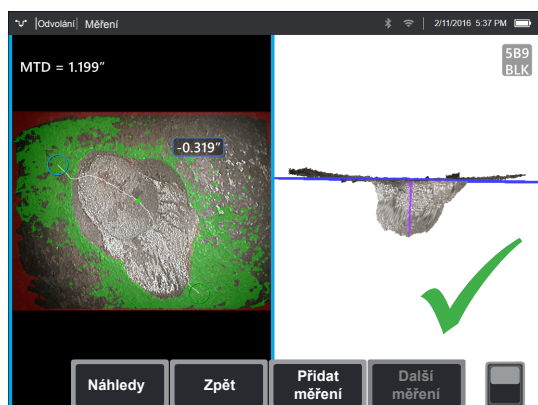 Odvolání Měření 2/11/2016 5:37 PM
MTD = 1.199"
5B9
BLK
-0.319"
Náhledy Zpět Přidat měření Další měření